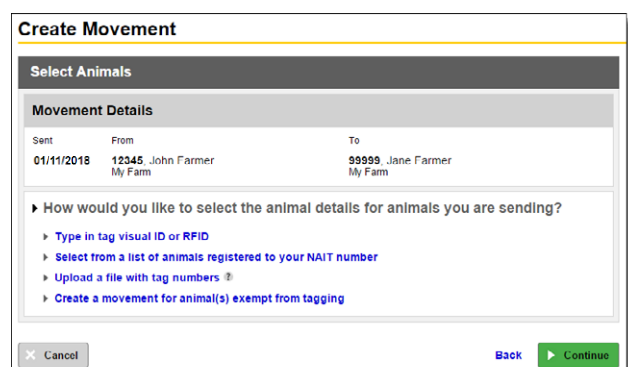 Create Movement
Select Animals
Movement Details
Sent From To
01/11/2018 12345, John Farmer 99999, Jane Farmer
My Farm My Farm
How would you like to select the animal details for animals you are sending?
Type in tag visual ID or RFID
Select from a list of animals registered to your NAIT number
Upload a file with tag numbers ?
Create a movement for animal(s) exempt from tagging
Cancel Back Continue